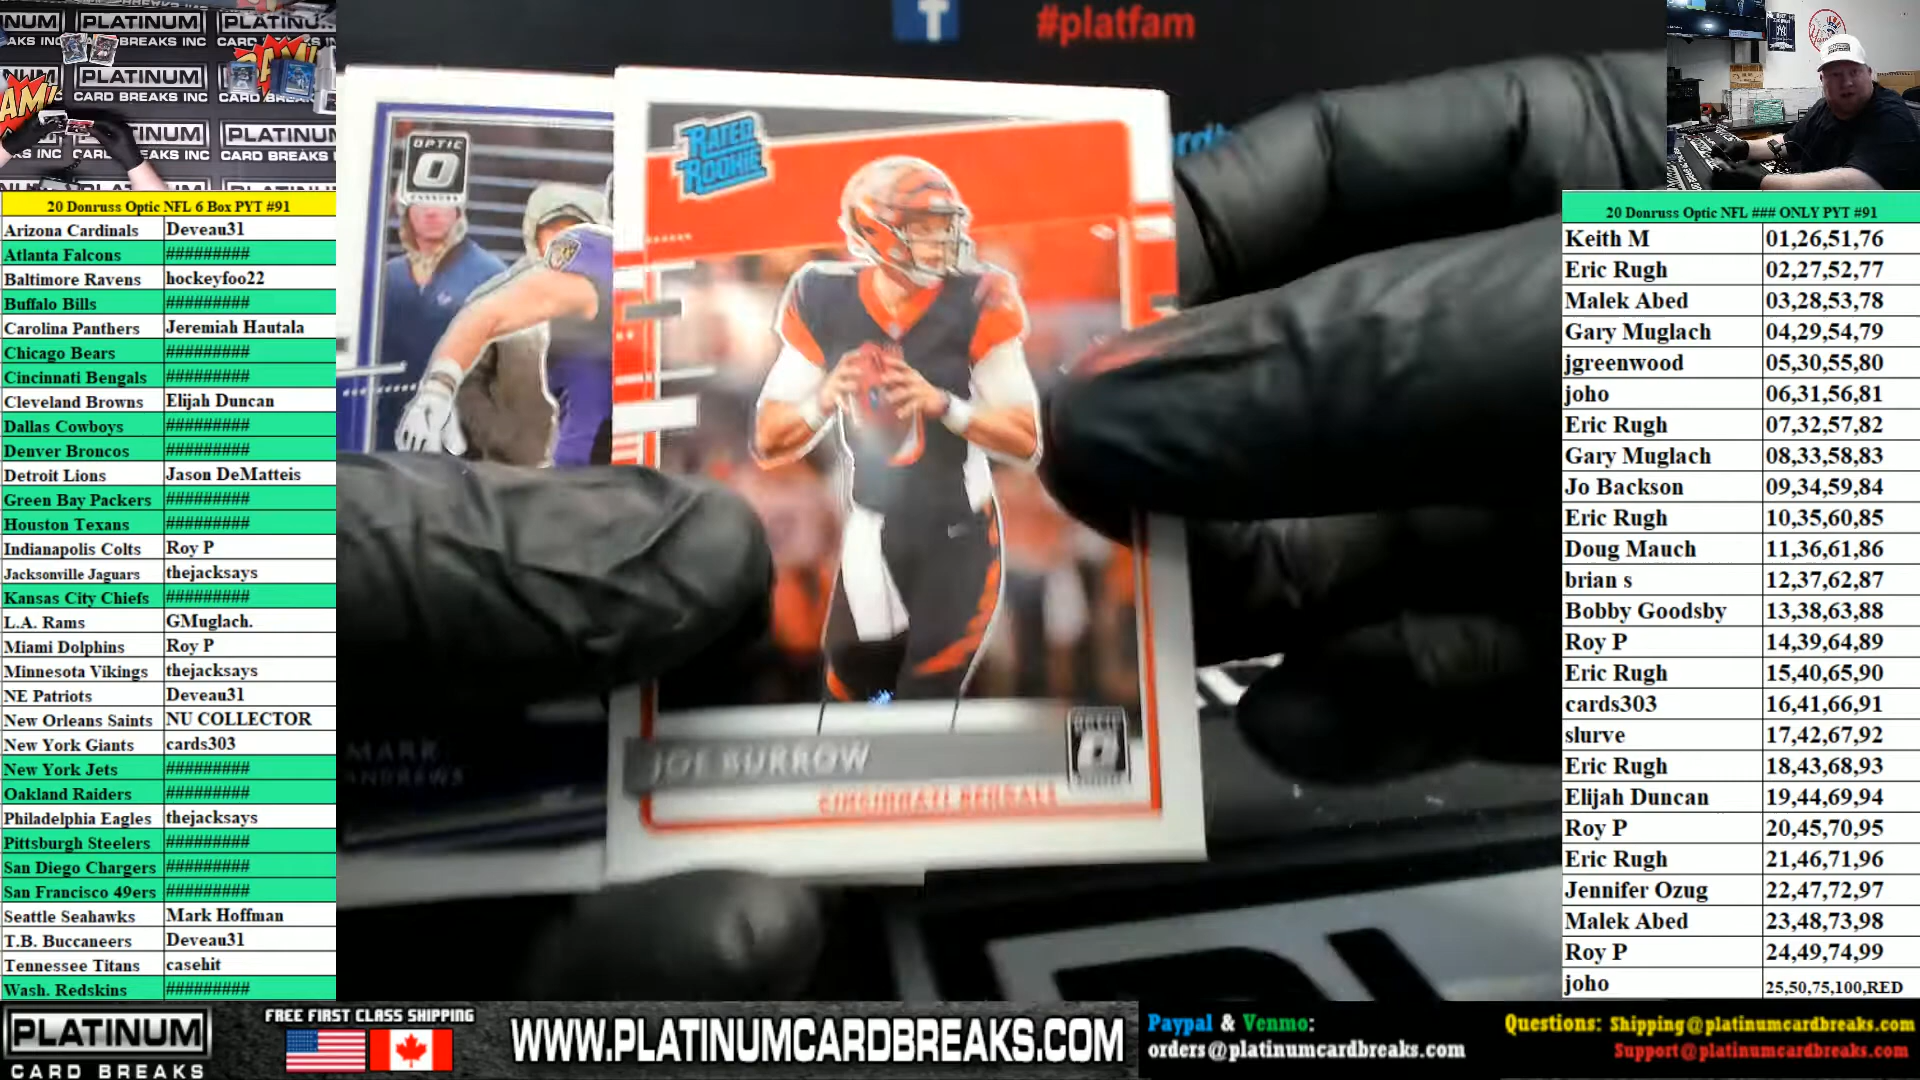 #platfam
PLATINUM PLATINUM
CARD BREAKS INC
PLATINUM
CARD BREAKS INC
PLATINUM
CARD BREAKS INC
RATED
ROOKIE
OPTIC
JOE BURROW
CINCINNATI BENGALS
MARK
ANDREWS
20 Donruss Optic NFL 6 Box PYT #91
Arizona Cardinals Deveau31
Atlanta Falcons #########
Baltimore Ravens hockeyfoo22
Buffalo Bills #########
Carolina Panthers Jeremiah Hautala
Chicago Bears #########
Cincinnati Bengals #########
Cleveland Browns Elijah Duncan
Dallas Cowboys #########
Denver Broncos #########
Detroit Lions Jason DeMatteis
Green Bay Packers #########
Houston Texans #########
Indianapolis Colts Roy P
Jacksonville Jaguars thejacksays
Kansas City Chiefs #########
L.A. Rams GMuglach.
Miami Dolphins Roy P
Minnesota Vikings thejacksays
NE Patriots Deveau31
New Orleans Saints NU COLLECTOR
New York Giants cards303
New York Jets #########
Oakland Raiders #########
Philadelphia Eagles thejacksays
Pittsburgh Steelers #########
San Diego Chargers #########
San Francisco 49ers #########
Seattle Seahawks Mark Hoffman
T.B. Buccaneers Deveau31
Tennessee Titans casehit
Wash. Redskins #########
20 Donruss Optic NFL ### ONLY PYT #91
Keith M 01,26,51,76
Eric Rugh 02,27,52,77
Malek Abed 03,28,53,78
Gary Muglach 04,29,54,79
jgreenwood 05,30,55,80
joho 06,31,56,81
Eric Rugh 07,32,57,82
Gary Muglach 08,33,58,83
Jo Backson 09,34,59,84
Eric Rugh 10,35,60,85
Doug Mauch 11,36,61,86
brian s 12,37,62,87
Bobby Goodsby 13,38,63,88
Roy P 14,39,64,89
Eric Rugh 15,40,65,90
cards303 16,41,66,91
slurve 17,42,67,92
Eric Rugh 18,43,68,93
Elijah Duncan 19,44,69,94
Roy P 20,45,70,95
Eric Rugh 21,46,71,96
Jennifer Ozug 22,47,72,97
Malek Abed 23,48,73,98
Roy P 24,49,74,99
joho 25,50,75,100,RED
PLATINUM
CARD BREAKS
FREE FIRST CLASS SHIPPING
WWW.PLATINUMCARDBREAKS.COM
Paypal & Venmo:
orders@platinumcardbreaks.com
Questions: Shipping@platinumcardbreaks.com
Support@platinumcardbreaks.com